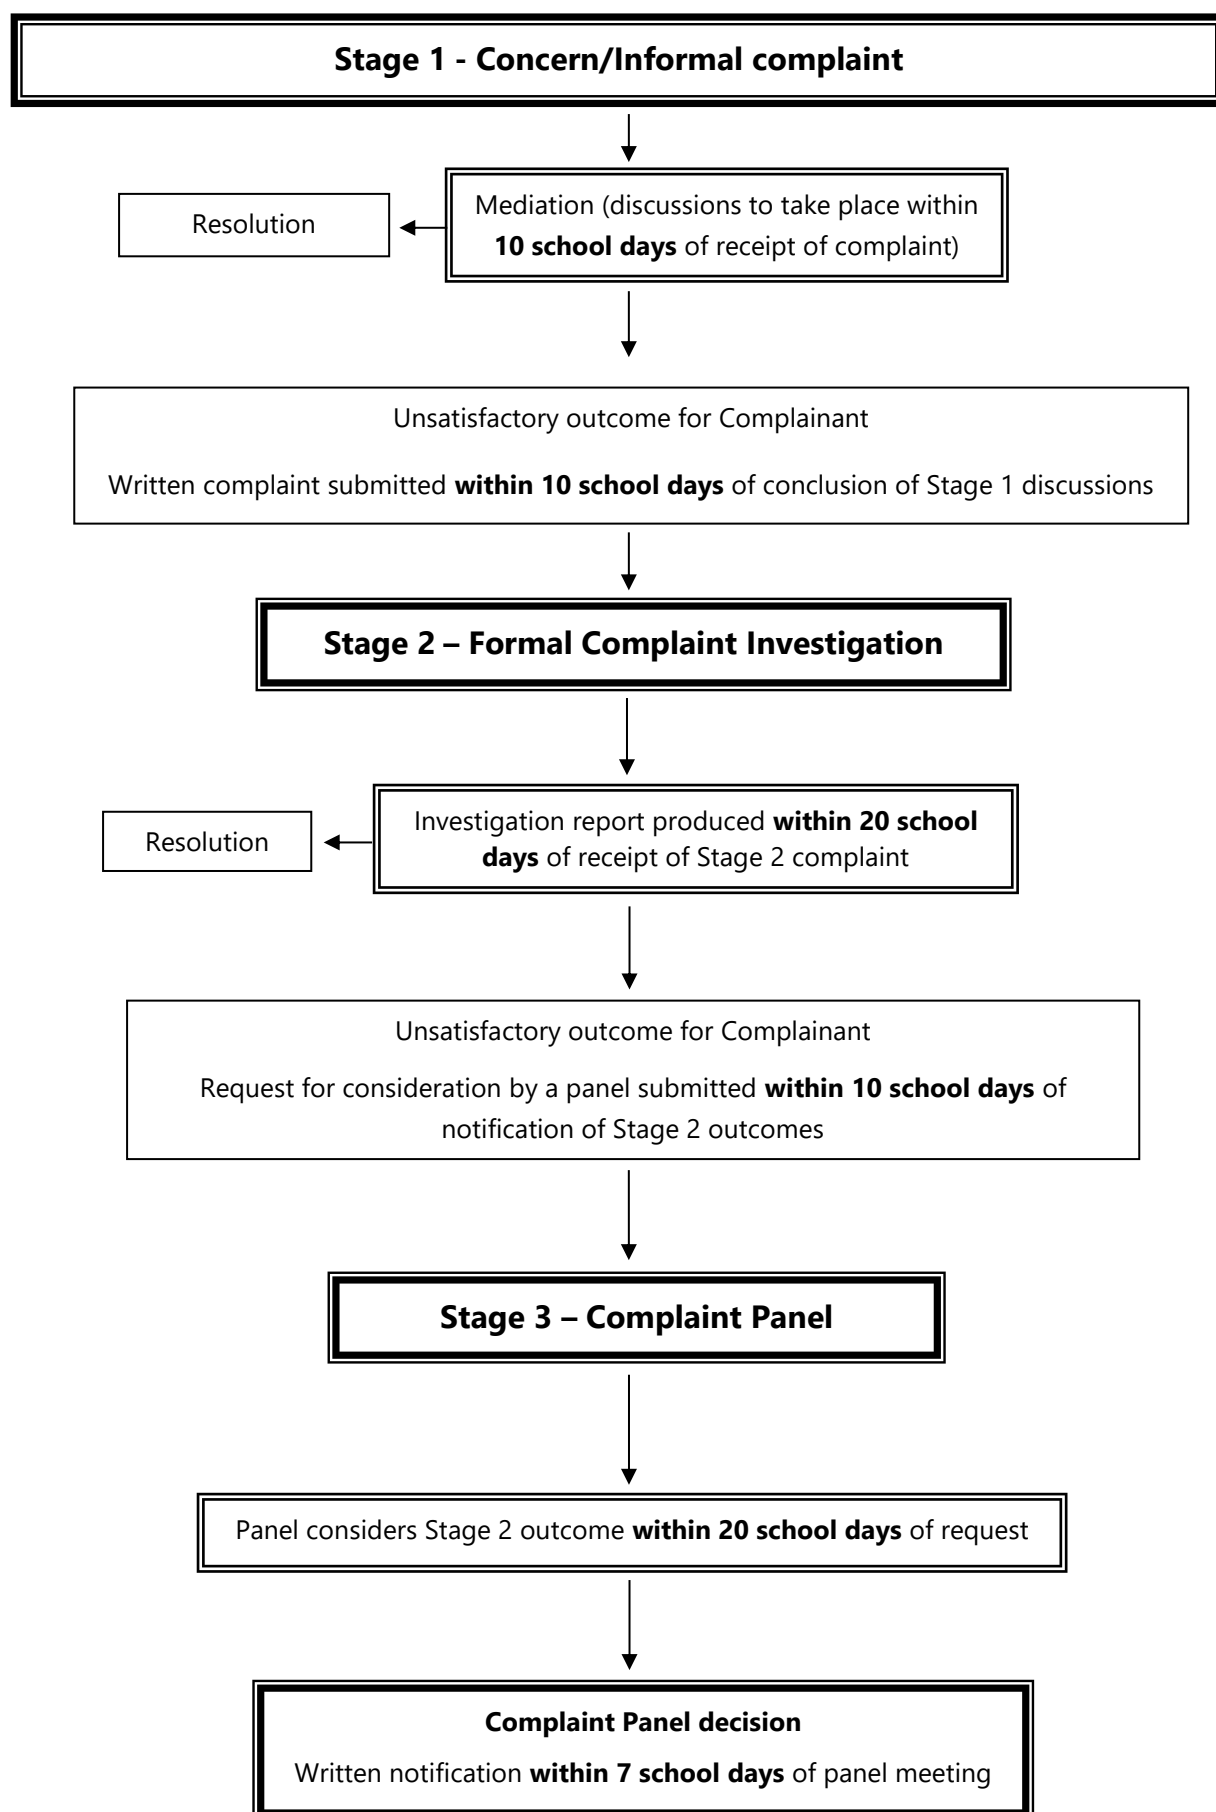 Stage 1 - Concern/Informal complaint
Resolution
Mediation (discussions to take place within
10 school days of receipt of complaint)
Unsatisfactory outcome for Complainant
Written complaint submitted within 10 school days of conclusion of Stage 1 discussions
Stage 2 – Formal Complaint Investigation
Resolution
Investigation report produced within 20 school
days of receipt of Stage 2 complaint
Unsatisfactory outcome for Complainant
Request for consideration by a panel submitted within 10 school days of
notification of Stage 2 outcomes
Stage 3 – Complaint Panel
Panel considers Stage 2 outcome within 20 school days of request
Complaint Panel decision
Written notification within 7 school days of panel meeting